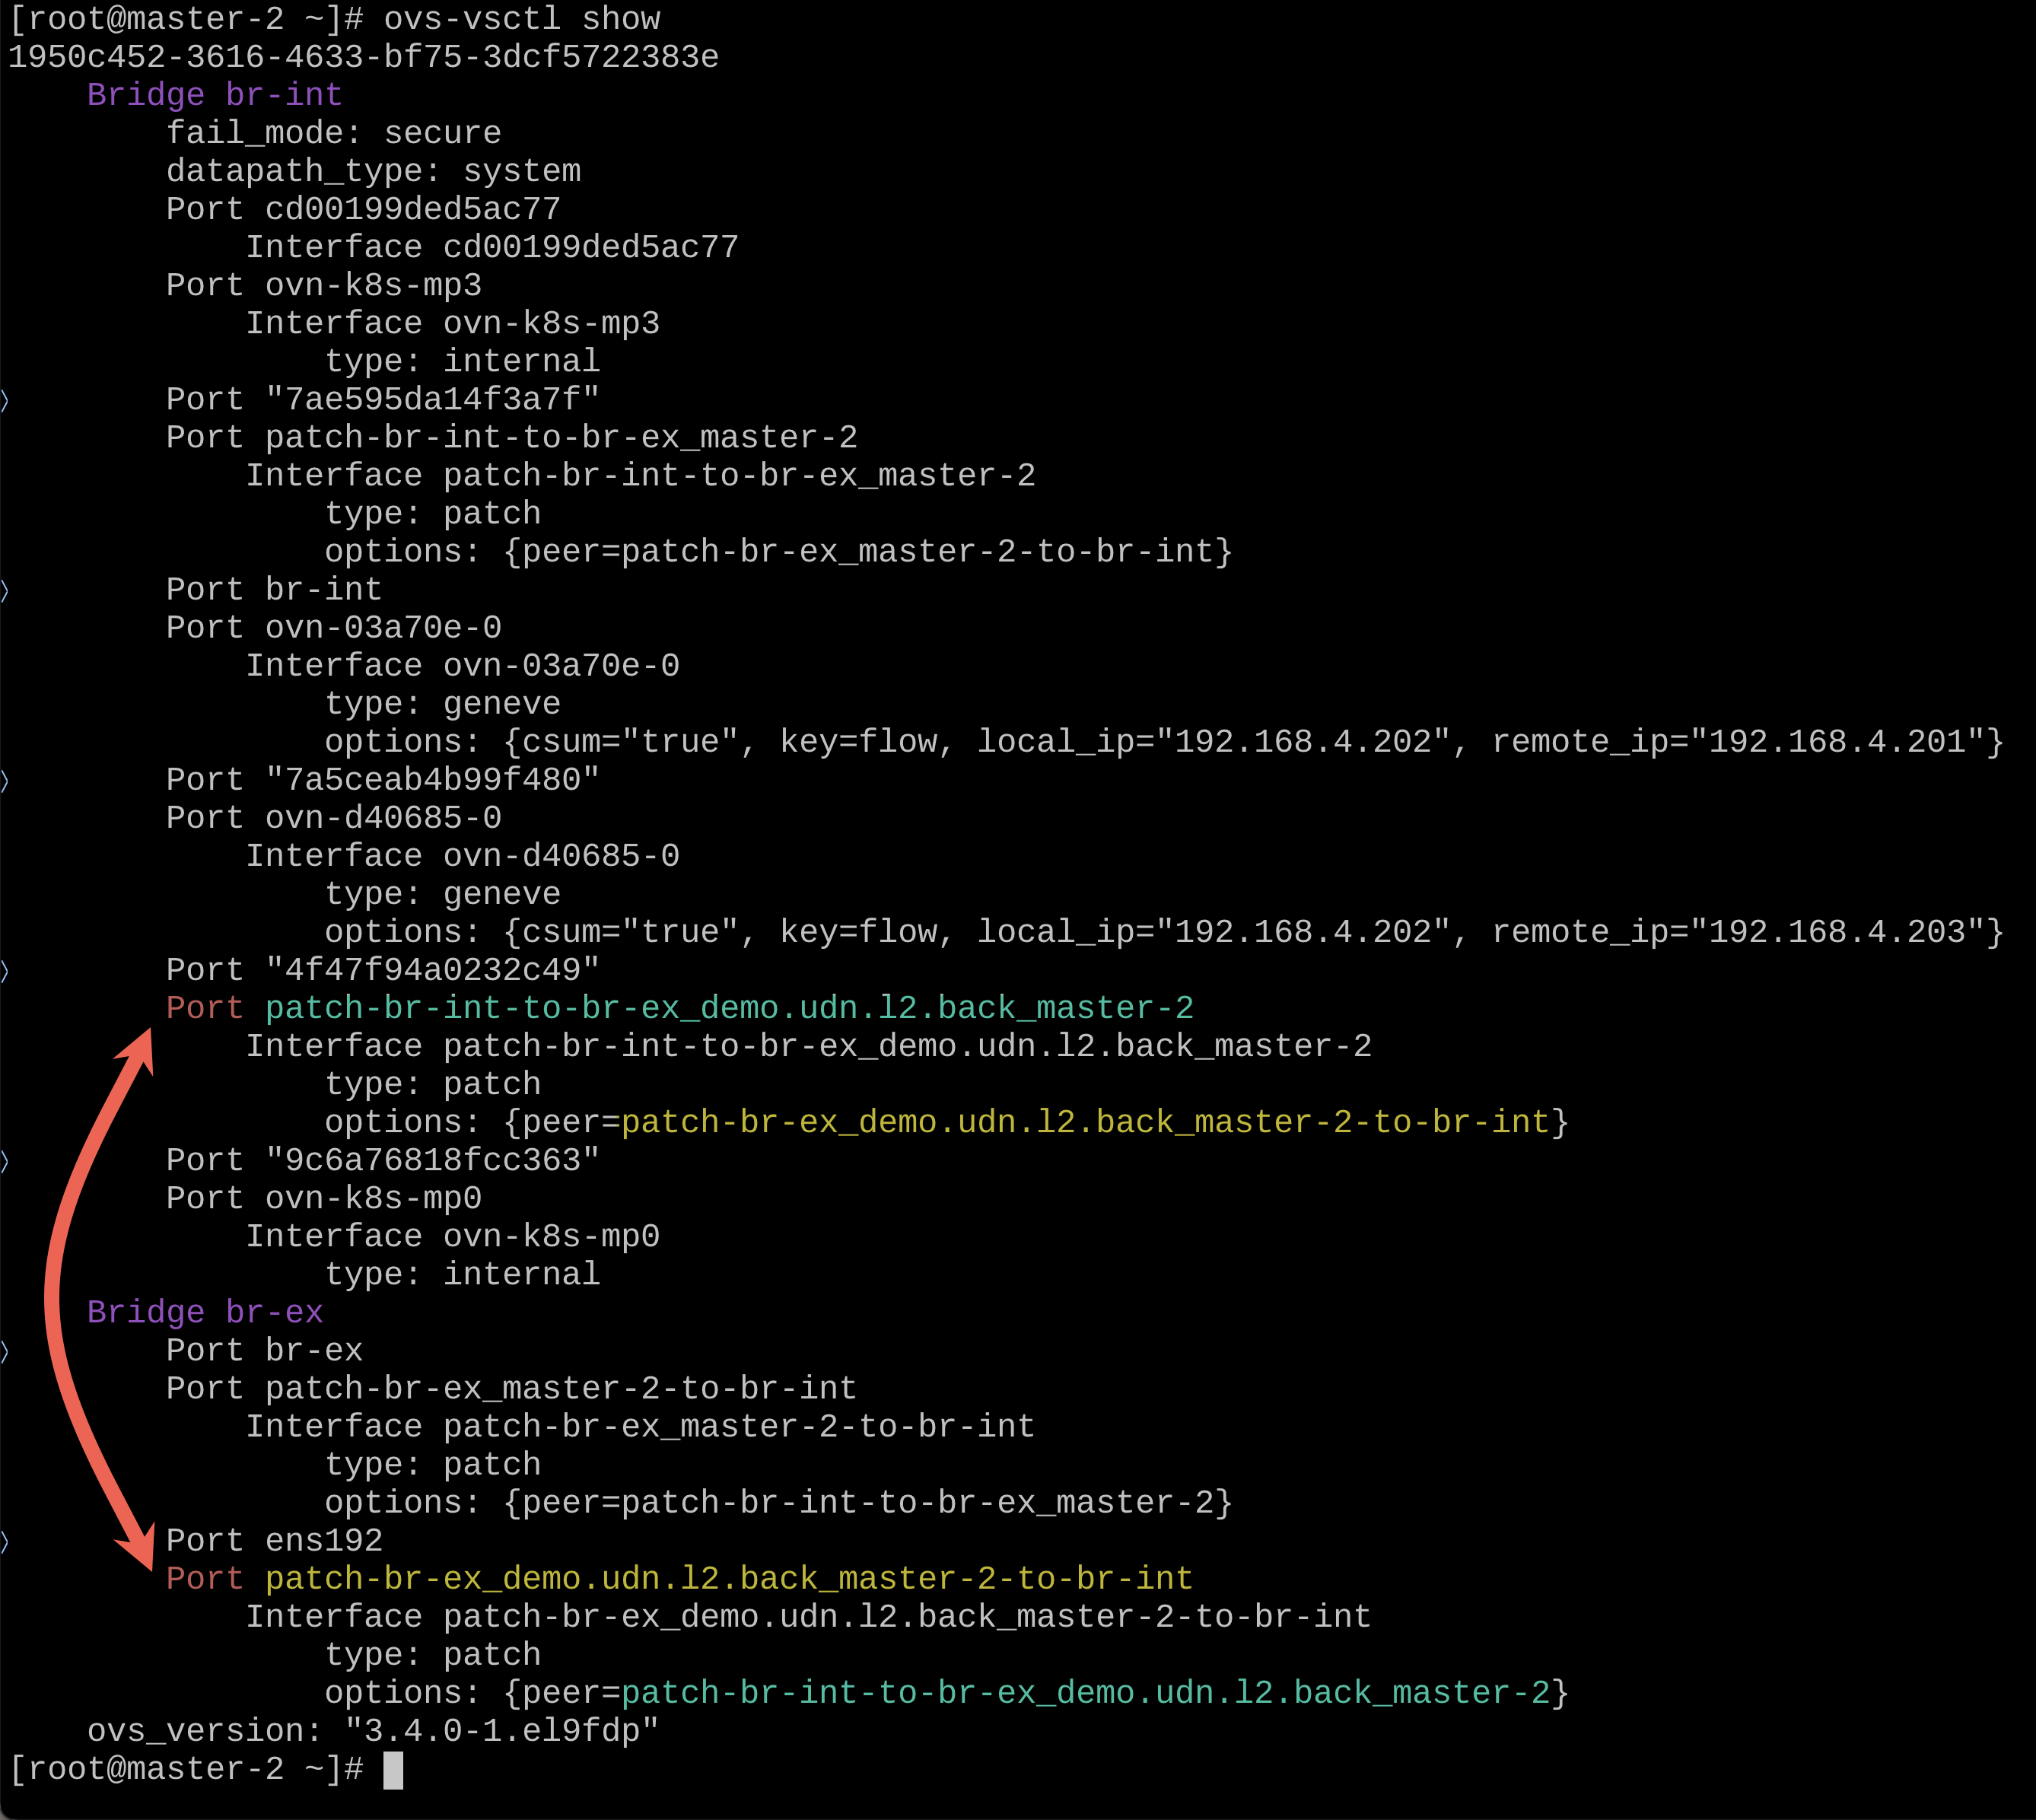 [root@master-2 ~]# ovs-vsctl show
1950c452-3616-4633-bf75-3dcf5722383e
    Bridge br-int
        fail_mode: secure
        datapath_type: system
        Port cd00199ded5ac77
            Interface cd00199ded5ac77
        Port ovn-k8s-mp3
            Interface ovn-k8s-mp3
                type: internal
        Port "7ae595da14f3a7f"
        Port patch-br-int-to-br-ex_master-2
            Interface patch-br-int-to-br-ex_master-2
                type: patch
                options: {peer=patch-br-ex_master-2-to-br-int}
        Port br-int
        Port ovn-03a70e-0
            Interface ovn-03a70e-0
                type: geneve
                options: {csum="true", key=flow, local_ip="192.168.4.202", remote_ip="192.168.4.201"}
        Port "7a5ceab4b99f480"
        Port ovn-d40685-0
            Interface ovn-d40685-0
                type: geneve
                options: {csum="true", key=flow, local_ip="192.168.4.202", remote_ip="192.168.4.203"}
        Port "4f47f94a0232c49"
        Port patch-br-int-to-br-ex_demo.udn.l2.back_master-2
            Interface patch-br-int-to-br-ex_demo.udn.l2.back_master-2
                type: patch
                options: {peer=patch-br-ex_demo.udn.l2.back_master-2-to-br-int}
        Port "9c6a76818fcc363"
        Port ovn-k8s-mp0
            Interface ovn-k8s-mp0
                type: internal
    Bridge br-ex
        Port br-ex
        Port patch-br-ex_master-2-to-br-int
            Interface patch-br-ex_master-2-to-br-int
                type: patch
                options: {peer=patch-br-int-to-br-ex_master-2}
        Port ens192
        Port patch-br-ex_demo.udn.l2.back_master-2-to-br-int
            Interface patch-br-ex_demo.udn.l2.back_master-2-to-br-int
                type: patch
                options: {peer=patch-br-int-to-br-ex_demo.udn.l2.back_master-2}
    ovs_version: "3.4.0-1.el9fdp"
[root@master-2 ~]#